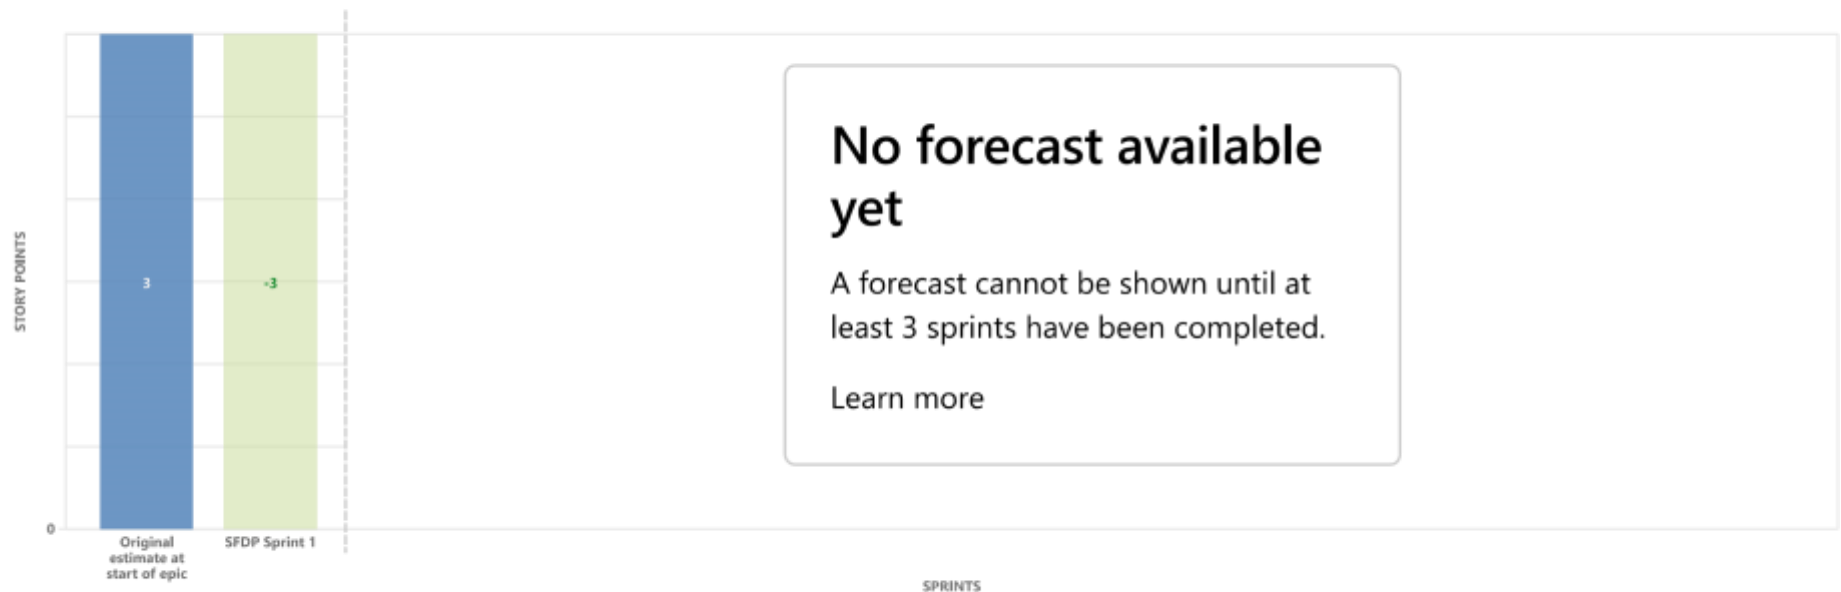 No forecast available
yet
A forecast cannot be shown until at
least 3 sprints have been completed.
Learn more
STORY POINTS
3
-3
0
Original
estimate at
start of epic
SFDP Sprint 1
SPRINTS